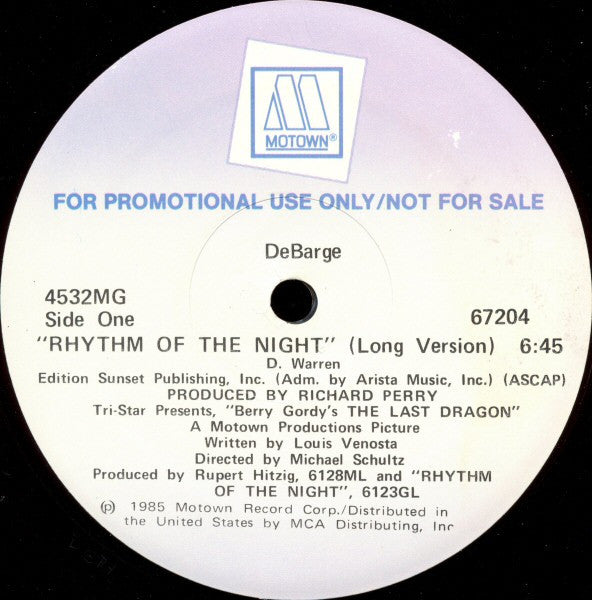 MOTOWN®
FOR PROMOTIONAL USE ONLY/NOT FOR SALE
DeBarge
4532MG
Side One
67204
"RHYTHM OF THE NIGHT" (Long Version) 6:45
D. Warren
Edition Sunset Publishing, Inc. (Adm. by Arista Music, Inc.) (ASCAP)
PRODUCED BY RICHARD PERRY
Tri-Star Presents, "Berry Gordy's THE LAST DRAGON"
A Motown Productions Picture
Written by Louis Venosta
Directed by Michael Schultz
Produced by Rupert Hitzig, 6128ML and "RHYTHM
OF THE NIGHT", 6123GL
℗ 1985 Motown Record Corp./Distributed in
the United States by MCA Distributing, Inc